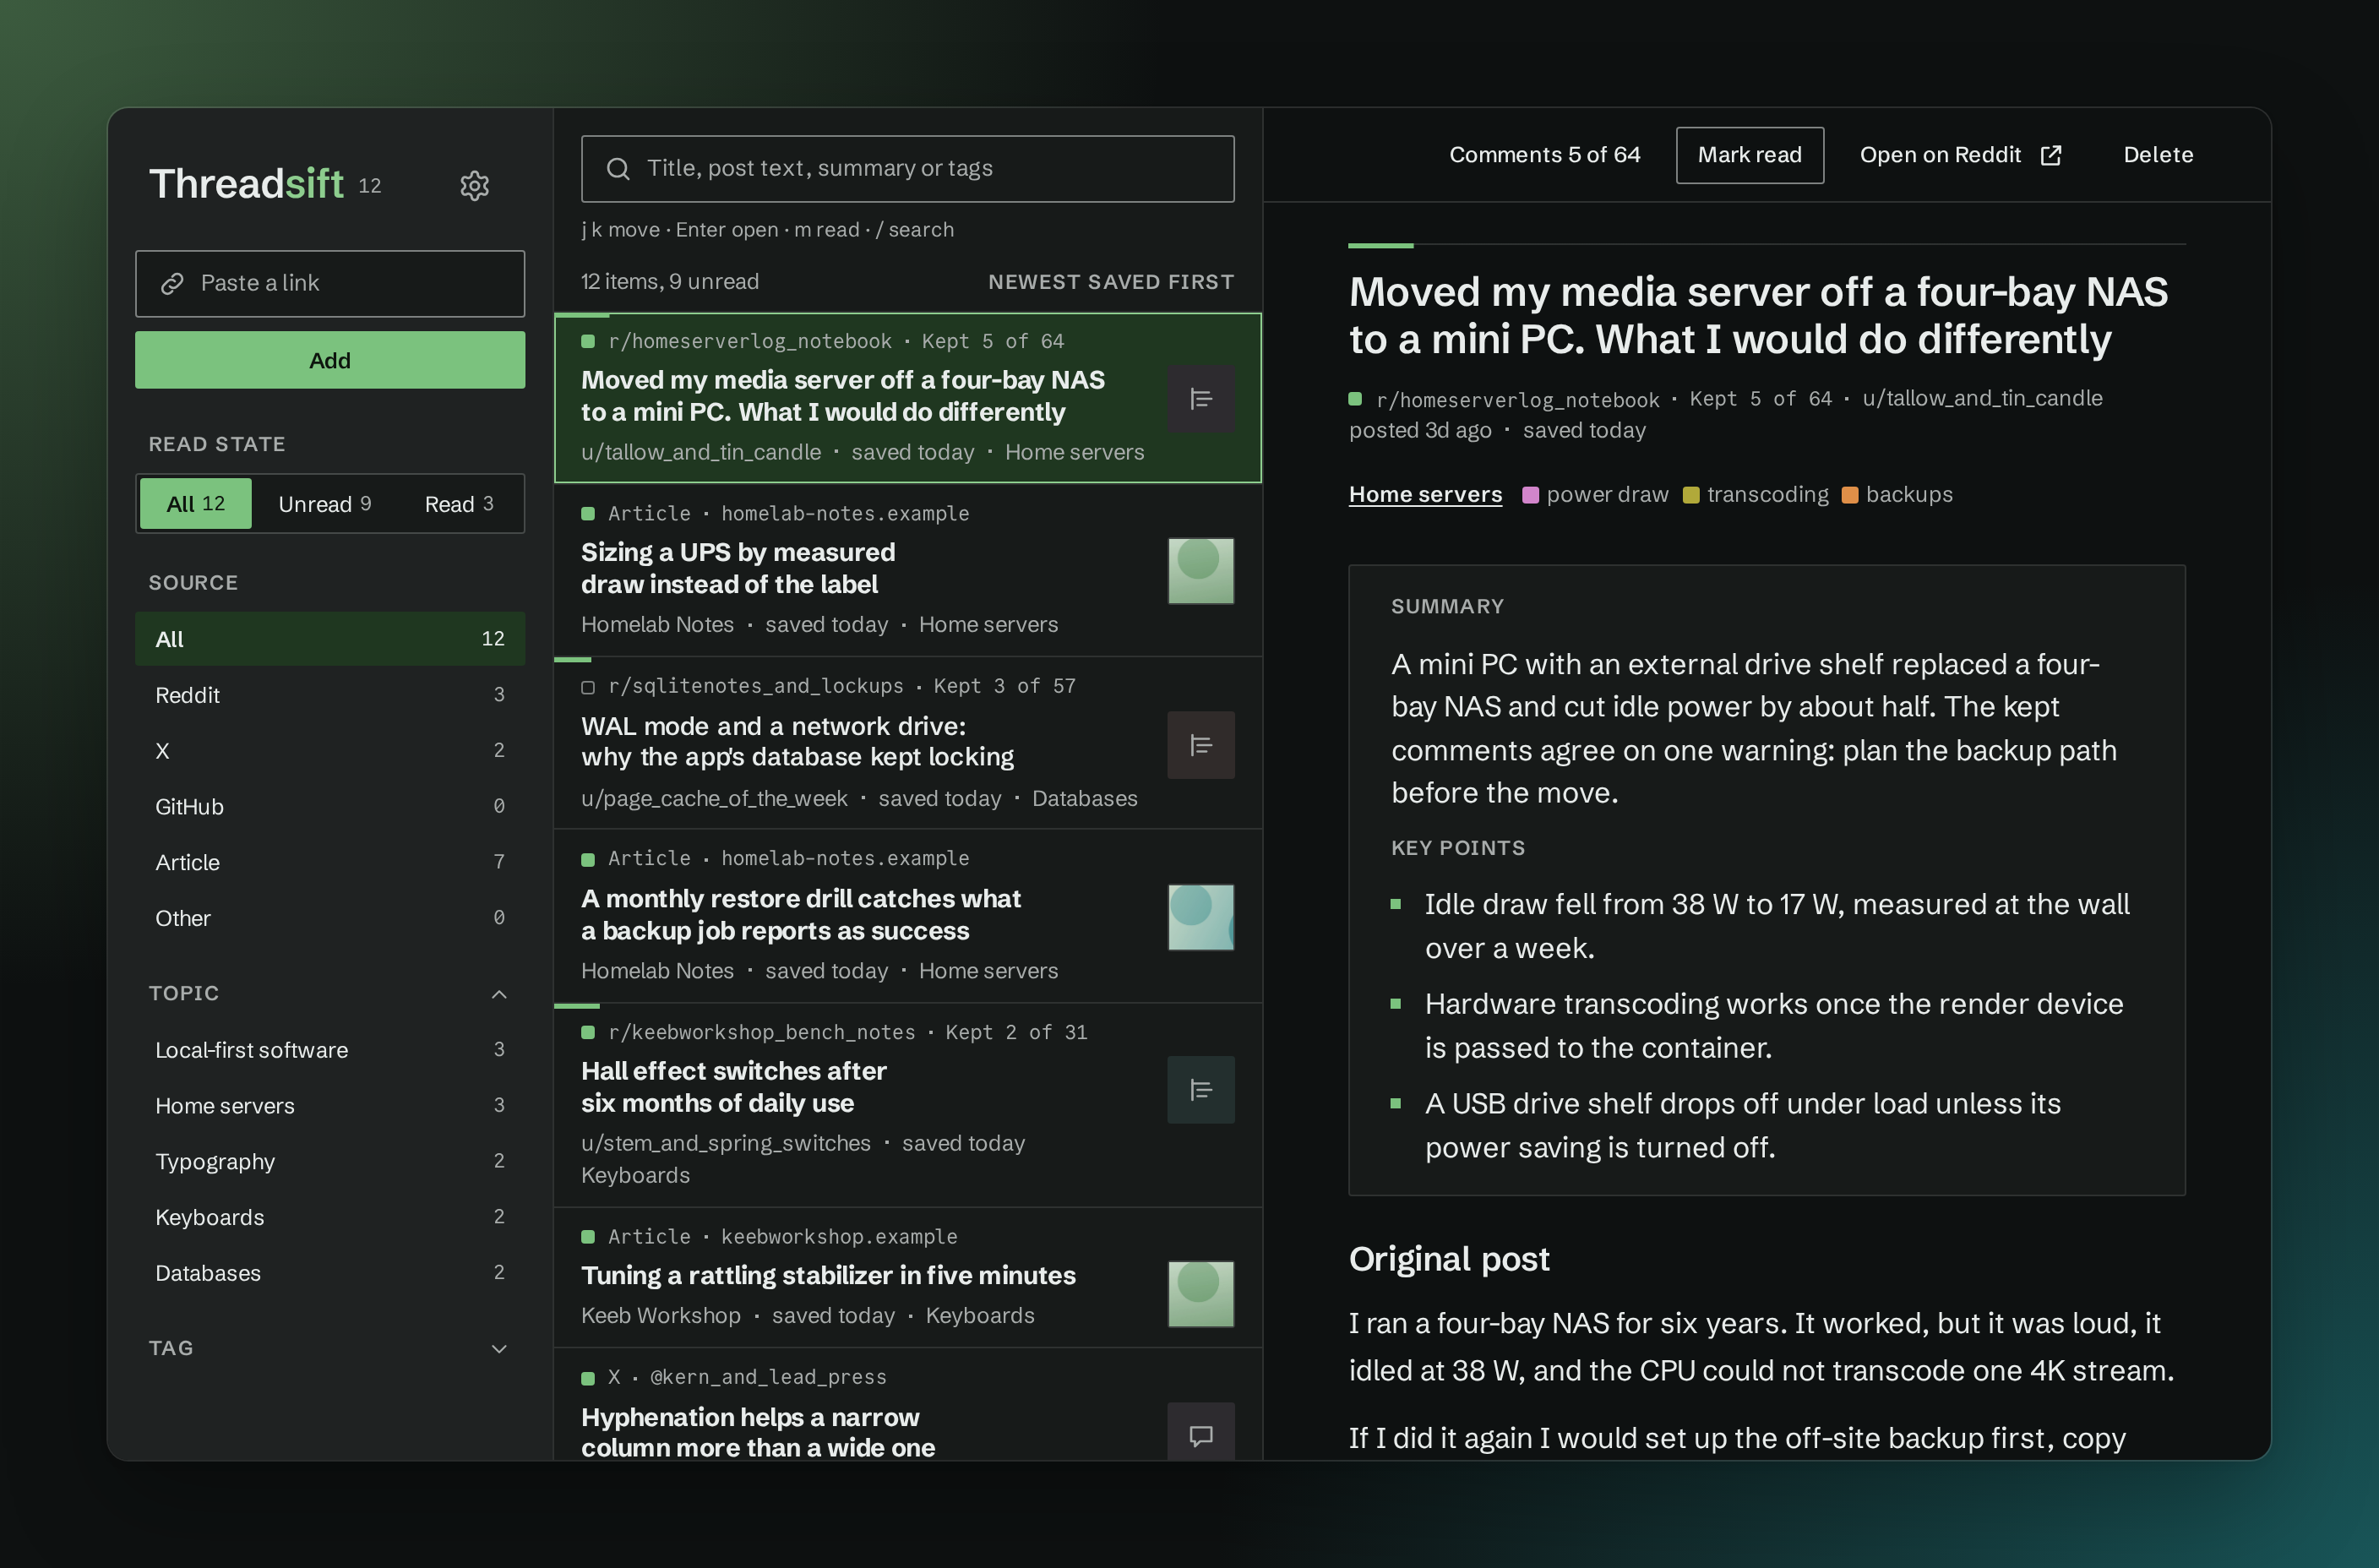 Threadsift 12
Paste a link
Add
READ STATE
All 12 Unread 9 Read 3
SOURCE
All 12
Reddit 3
X 2
GitHub 0
Article 7
Other 0
TOPIC
Local-first software 3
Home servers 3
Typography 2
Keyboards 2
Databases 2
TAG
Title, post text, summary or tags
j k move · Enter open · m read · / search
12 items, 9 unread NEWEST SAVED FIRST
r/homeserverlog_notebook · Kept 5 of 64
Moved my media server off a four-bay NAS
to a mini PC. What I would do differently
u/tallow_and_tin_candle · saved today · Home servers
Article · homelab-notes.example
Sizing a UPS by measured
draw instead of the label
Homelab Notes · saved today · Home servers
r/sqlitenotes_and_lockups · Kept 3 of 57
WAL mode and a network drive:
why the app's database kept locking
u/page_cache_of_the_week · saved today · Databases
Article · homelab-notes.example
A monthly restore drill catches what
a backup job reports as success
Homelab Notes · saved today · Home servers
r/keebworkshop_bench_notes · Kept 2 of 31
Hall effect switches after
six months of daily use
u/stem_and_spring_switches · saved today
Keyboards
Article · keebworkshop.example
Tuning a rattling stabilizer in five minutes
Keeb Workshop · saved today · Keyboards
X · @kern_and_lead_press
Hyphenation helps a narrow
column more than a wide one
Comments 5 of 64 Mark read Open on Reddit Delete
Moved my media server off a four-bay NAS
to a mini PC. What I would do differently
r/homeserverlog_notebook · Kept 5 of 64 · u/tallow_and_tin_candle
posted 3d ago · saved today
Home servers power draw transcoding backups
SUMMARY
A mini PC with an external drive shelf replaced a four-
bay NAS and cut idle power by about half. The kept
comments agree on one warning: plan the backup path
before the move.
KEY POINTS
Idle draw fell from 38 W to 17 W, measured at the wall
over a week.
Hardware transcoding works once the render device
is passed to the container.
A USB drive shelf drops off under load unless its
power saving is turned off.
Original post
I ran a four-bay NAS for six years. It worked, but it was loud, it
idled at 38 W, and the CPU could not transcode one 4K stream.
If I did it again I would set up the off-site backup first, copy